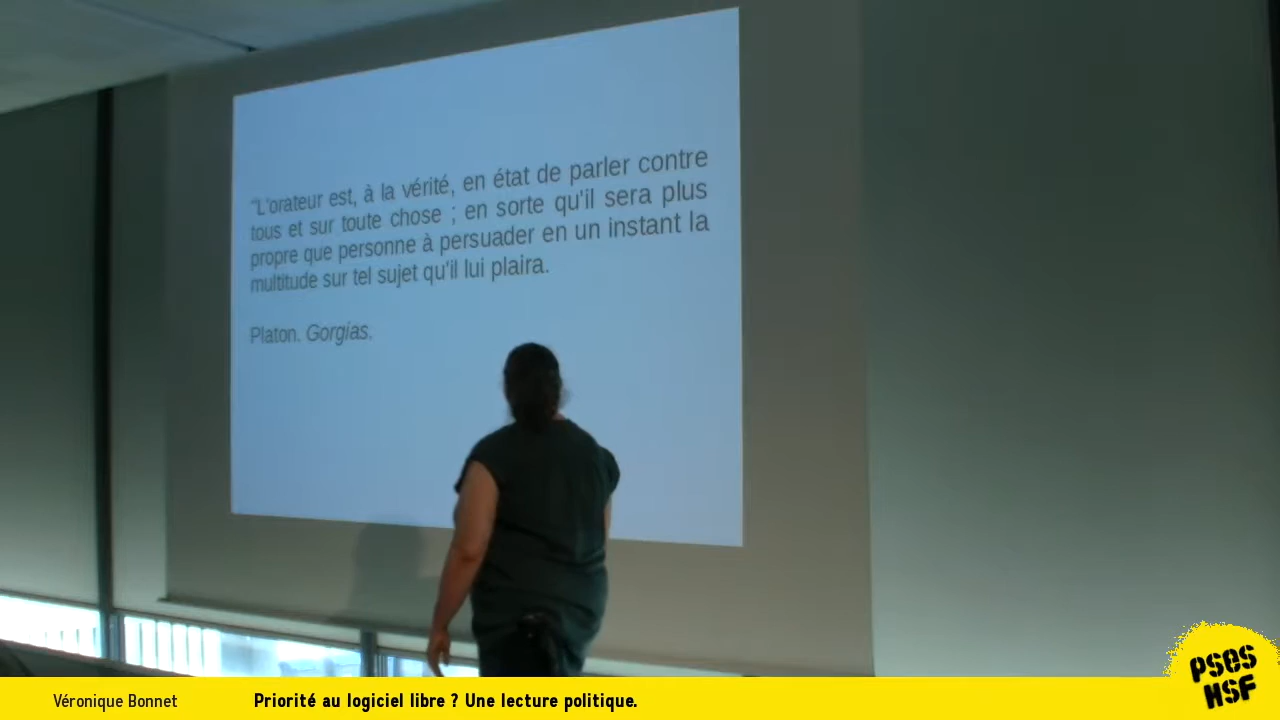 "L'orateur est, à la vérité, en état de parler contre
tous et sur toute chose ; en sorte qu'il sera plus
propre que personne à persuader en un instant la
multitude sur tel sujet qu'il lui plaira.
Platon. Gorgias.
Véronique Bonnet
Priorité au logiciel libre ? Une lecture politique.
PSES
HSF